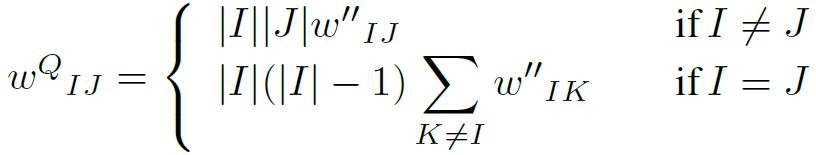 w^Q_{IJ} = { |I||J|w''_{IJ} if I ≠ J
|I|(|I| − 1) ∑_{K≠I} w''_{IK} if I = J